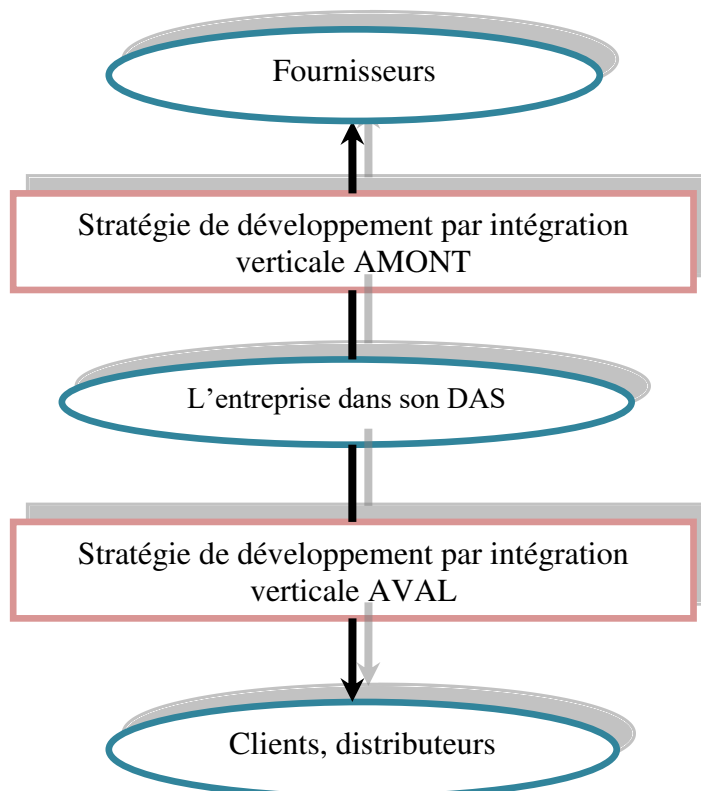 Fournisseurs
Stratégie de développement par intégration
verticale AMONT
L’entreprise dans son DAS
Stratégie de développement par intégration
verticale AVAL
Clients, distributeurs